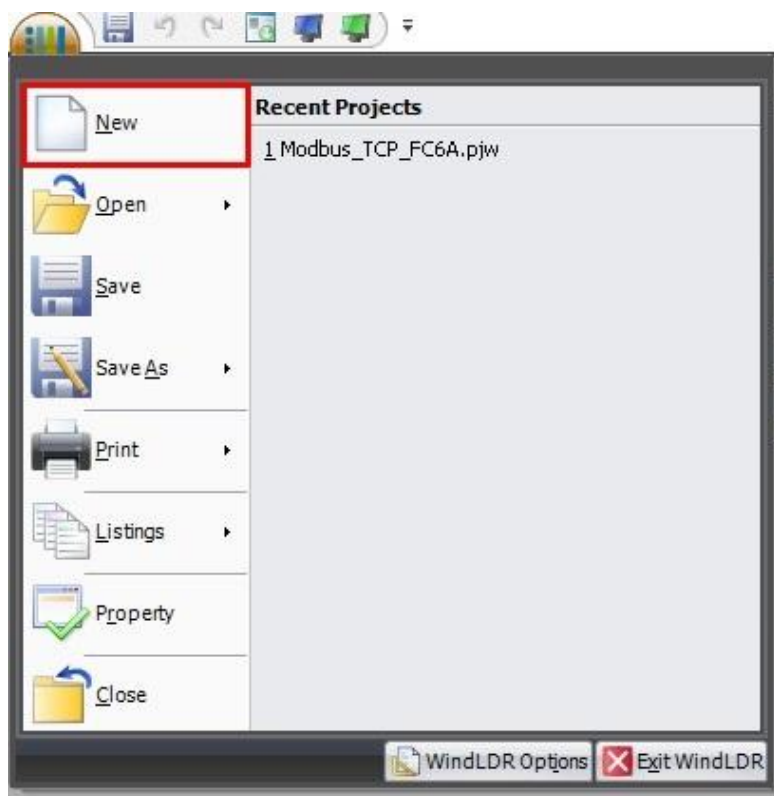 New
Open
Save
Save As
Print
Listings
Property
Close
Recent Projects
1 Modbus_TCP_FC6A.pjw
WindLDR Options
Exit WindLDR